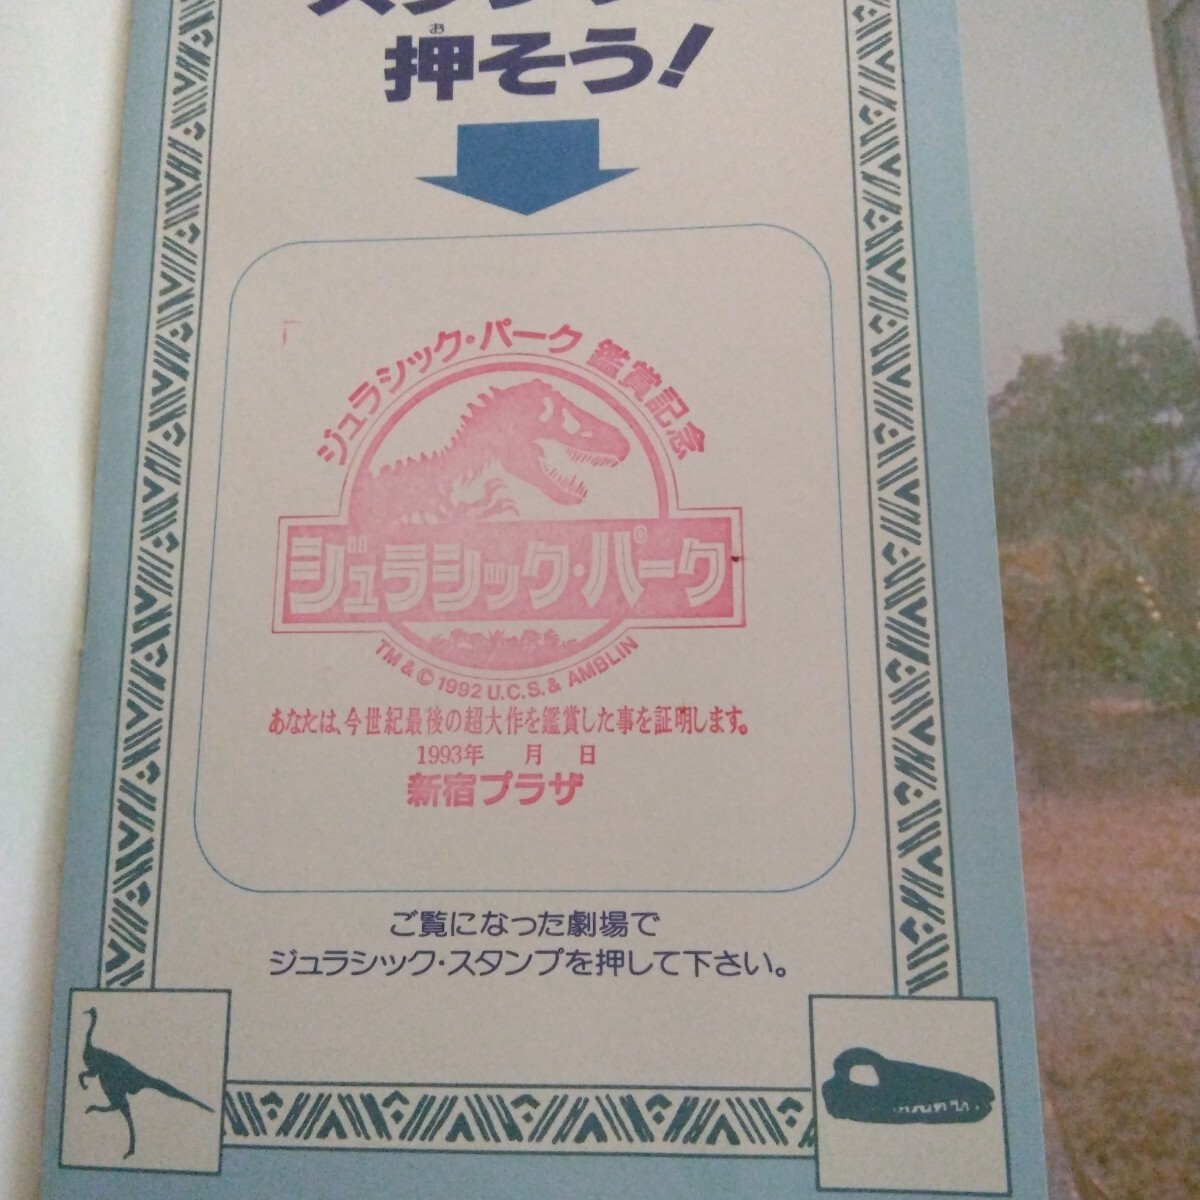 押そう!
お
ジュラシック・パーク 鑑賞記念
ジュラシック・パーク
TM & © 1992 U.C.S. & AMBLIN
あなたは、今世紀最後の超大作を鑑賞した事を証明します。
1993年 月 日
新宿プラザ
ご覧になった劇場で
ジュラシック・スタンプを押して下さい。